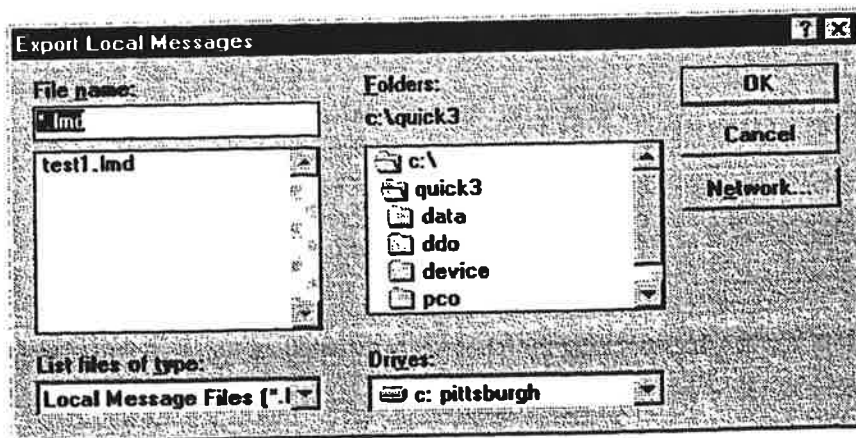 Export Local Messages
File name:
*.lmd
test1.lmd
List files of type:
Local Message Files (*.l
Folders:
c:\quick3
c:\
quick3
data
ddo
device
pco
Drives:
c: pittsburgh
OK
Cancel
Network...